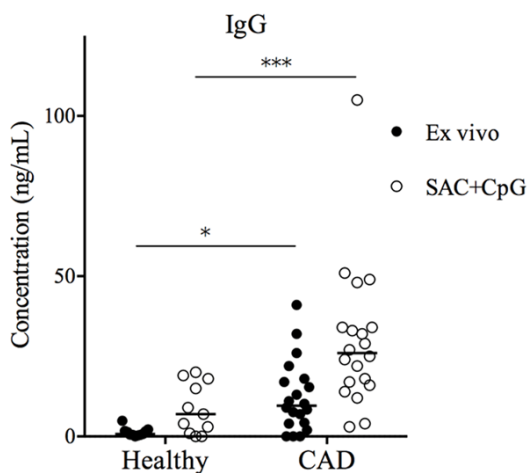 IgG
***
100
Ex vivo
SAC+CpG
Concentration (ng/mL)
*
50
0
Healthy
CAD